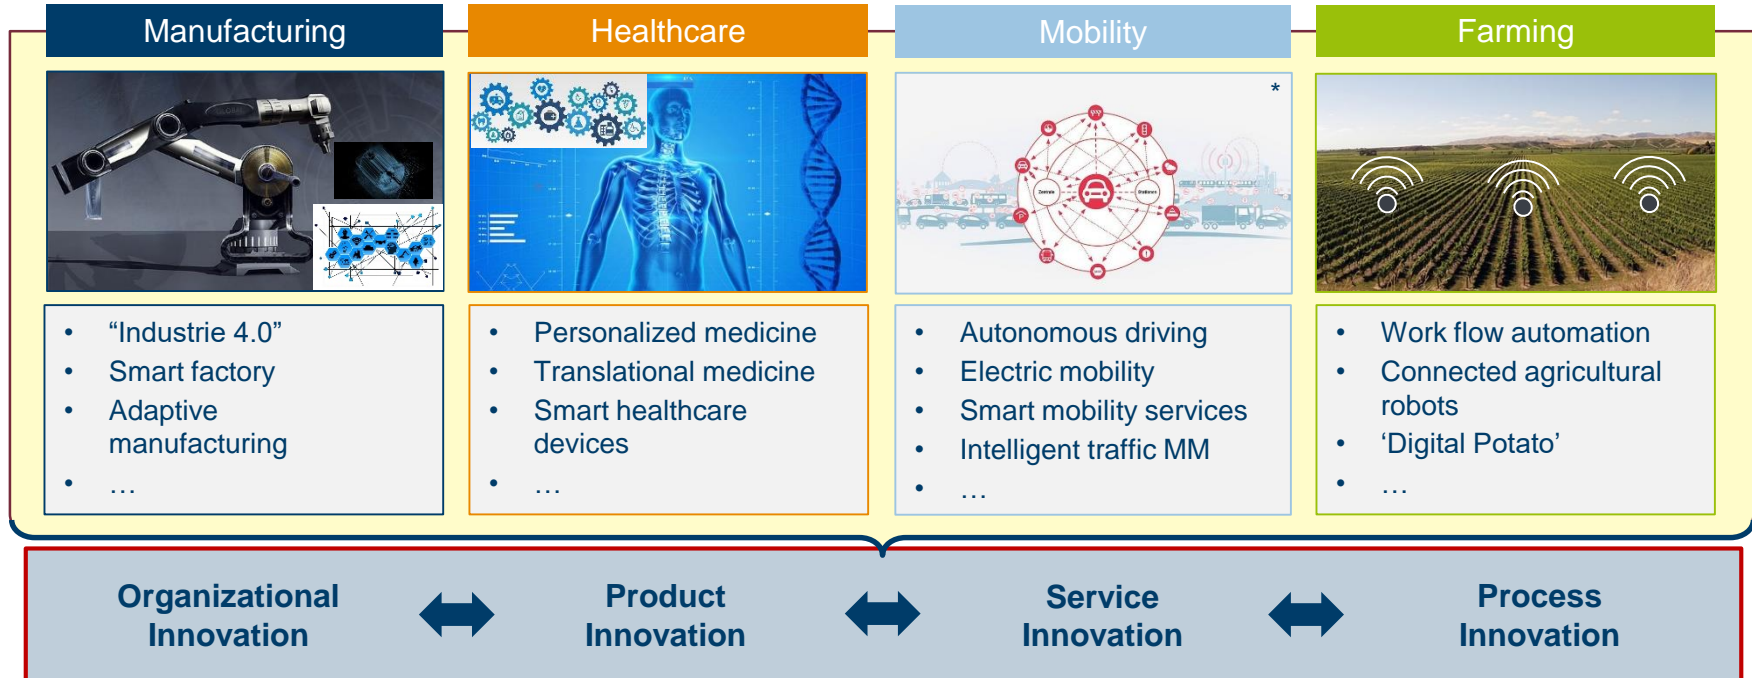 Manufacturing
Healthcare
Mobility
Farming
*
Zentrale
• “Industrie 4.0”
• Smart factory
• Adaptive
manufacturing
• …
• Personalized medicine
• Translational medicine
• Smart healthcare
devices
• …
• Autonomous driving
• Electric mobility
• Smart mobility services
• Intelligent traffic MM
• …
• Work flow automation
• Connected agricultural
robots
• ‘Digital Potato’
• …
Organizational
Innovation
Product
Innovation
Service
Innovation
Process
Innovation